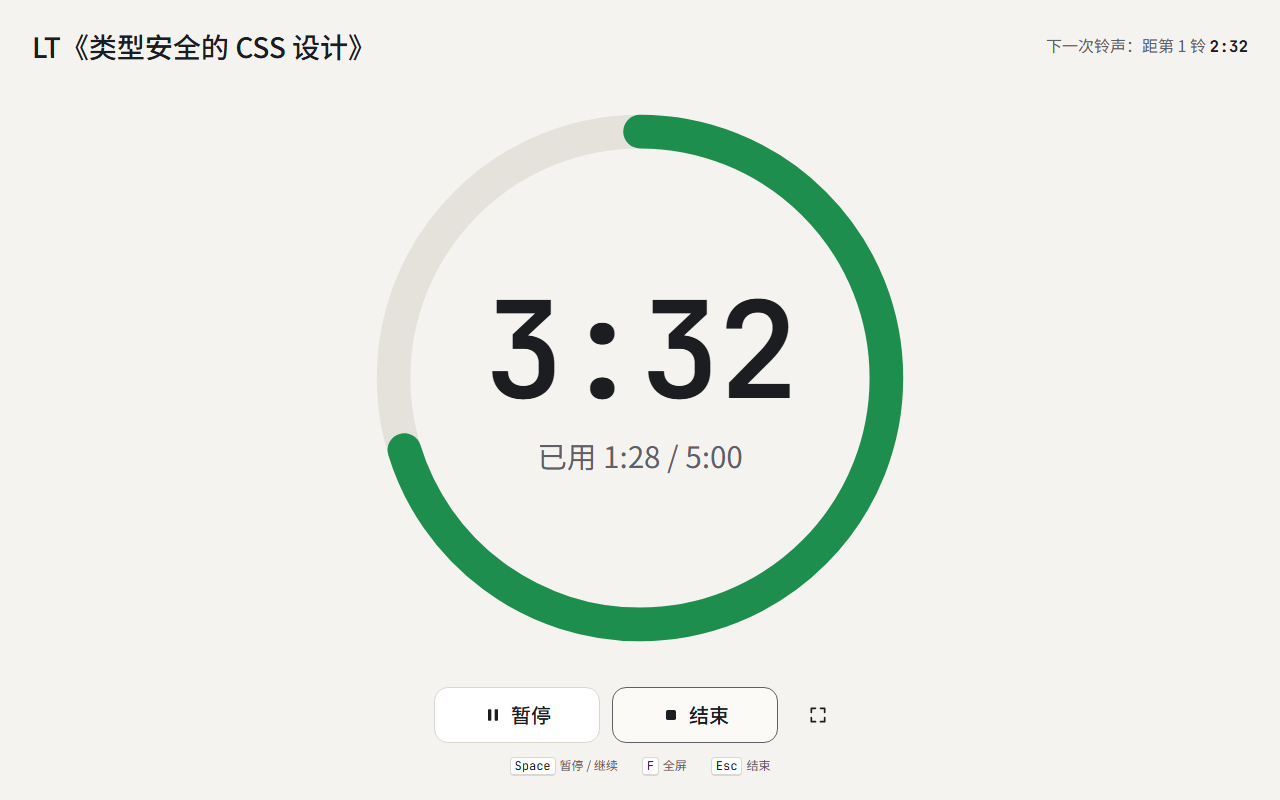 LT《类型安全的 CSS 设计》
下一次铃声：距第 1 铃 2:32
3:32
已用 1:28 / 5:00
暂停 结束
Space 暂停 / 继续 F 全屏 Esc 结束